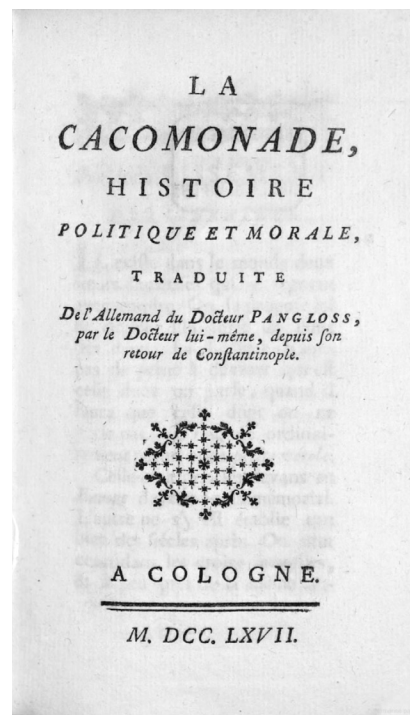 LA
CACOMONADE,
HISTOIRE
POLITIQUE ET MORALE,
TRADUITE
De l'Allemand du Docteur PANGLOSS,
par le Docteur lui-même, depuis ſon
retour de Conſtantinople.
A COLOGNE.
M. DCC. LXVII.